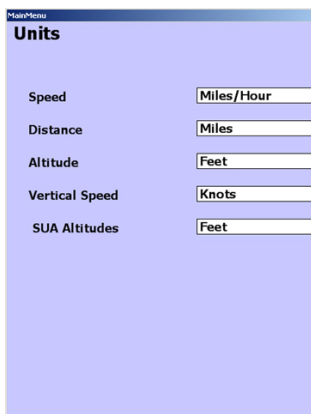 MainMenu
Units
Speed Miles/Hour
Distance Miles
Altitude Feet
Vertical Speed Knots
SUA Altitudes Feet